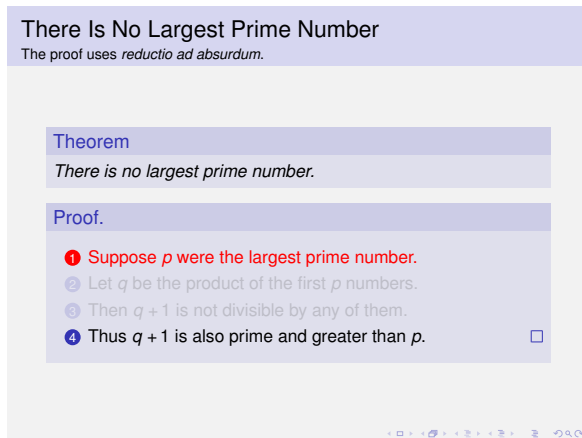 There Is No Largest Prime Number
The proof uses reductio ad absurdum.
Theorem
There is no largest prime number.
Proof.
1 Suppose p were the largest prime number.
2 Let q be the product of the first p numbers.
3 Then q + 1 is not divisible by any of them.
4 Thus q + 1 is also prime and greater than p.